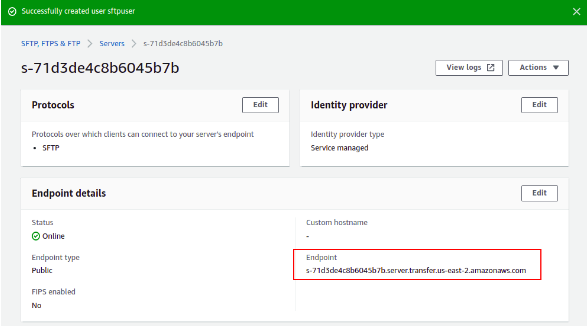 Successfully created user sftpuser
SFTP, FTPS & FTP > Servers > s-71d3de4c8b6045b7b
s-71d3de4c8b6045b7b
View logs
Actions
Protocols
Edit
Protocols over which clients can connect to your server's endpoint
• SFTP
Identity provider
Edit
Identity provider type
Service managed
Endpoint details
Edit
Status
Online
Custom hostname
-
Endpoint type
Public
Endpoint
s-71d3de4c8b6045b7b.server.transfer.us-east-2.amazonaws.com
FIPS enabled
No